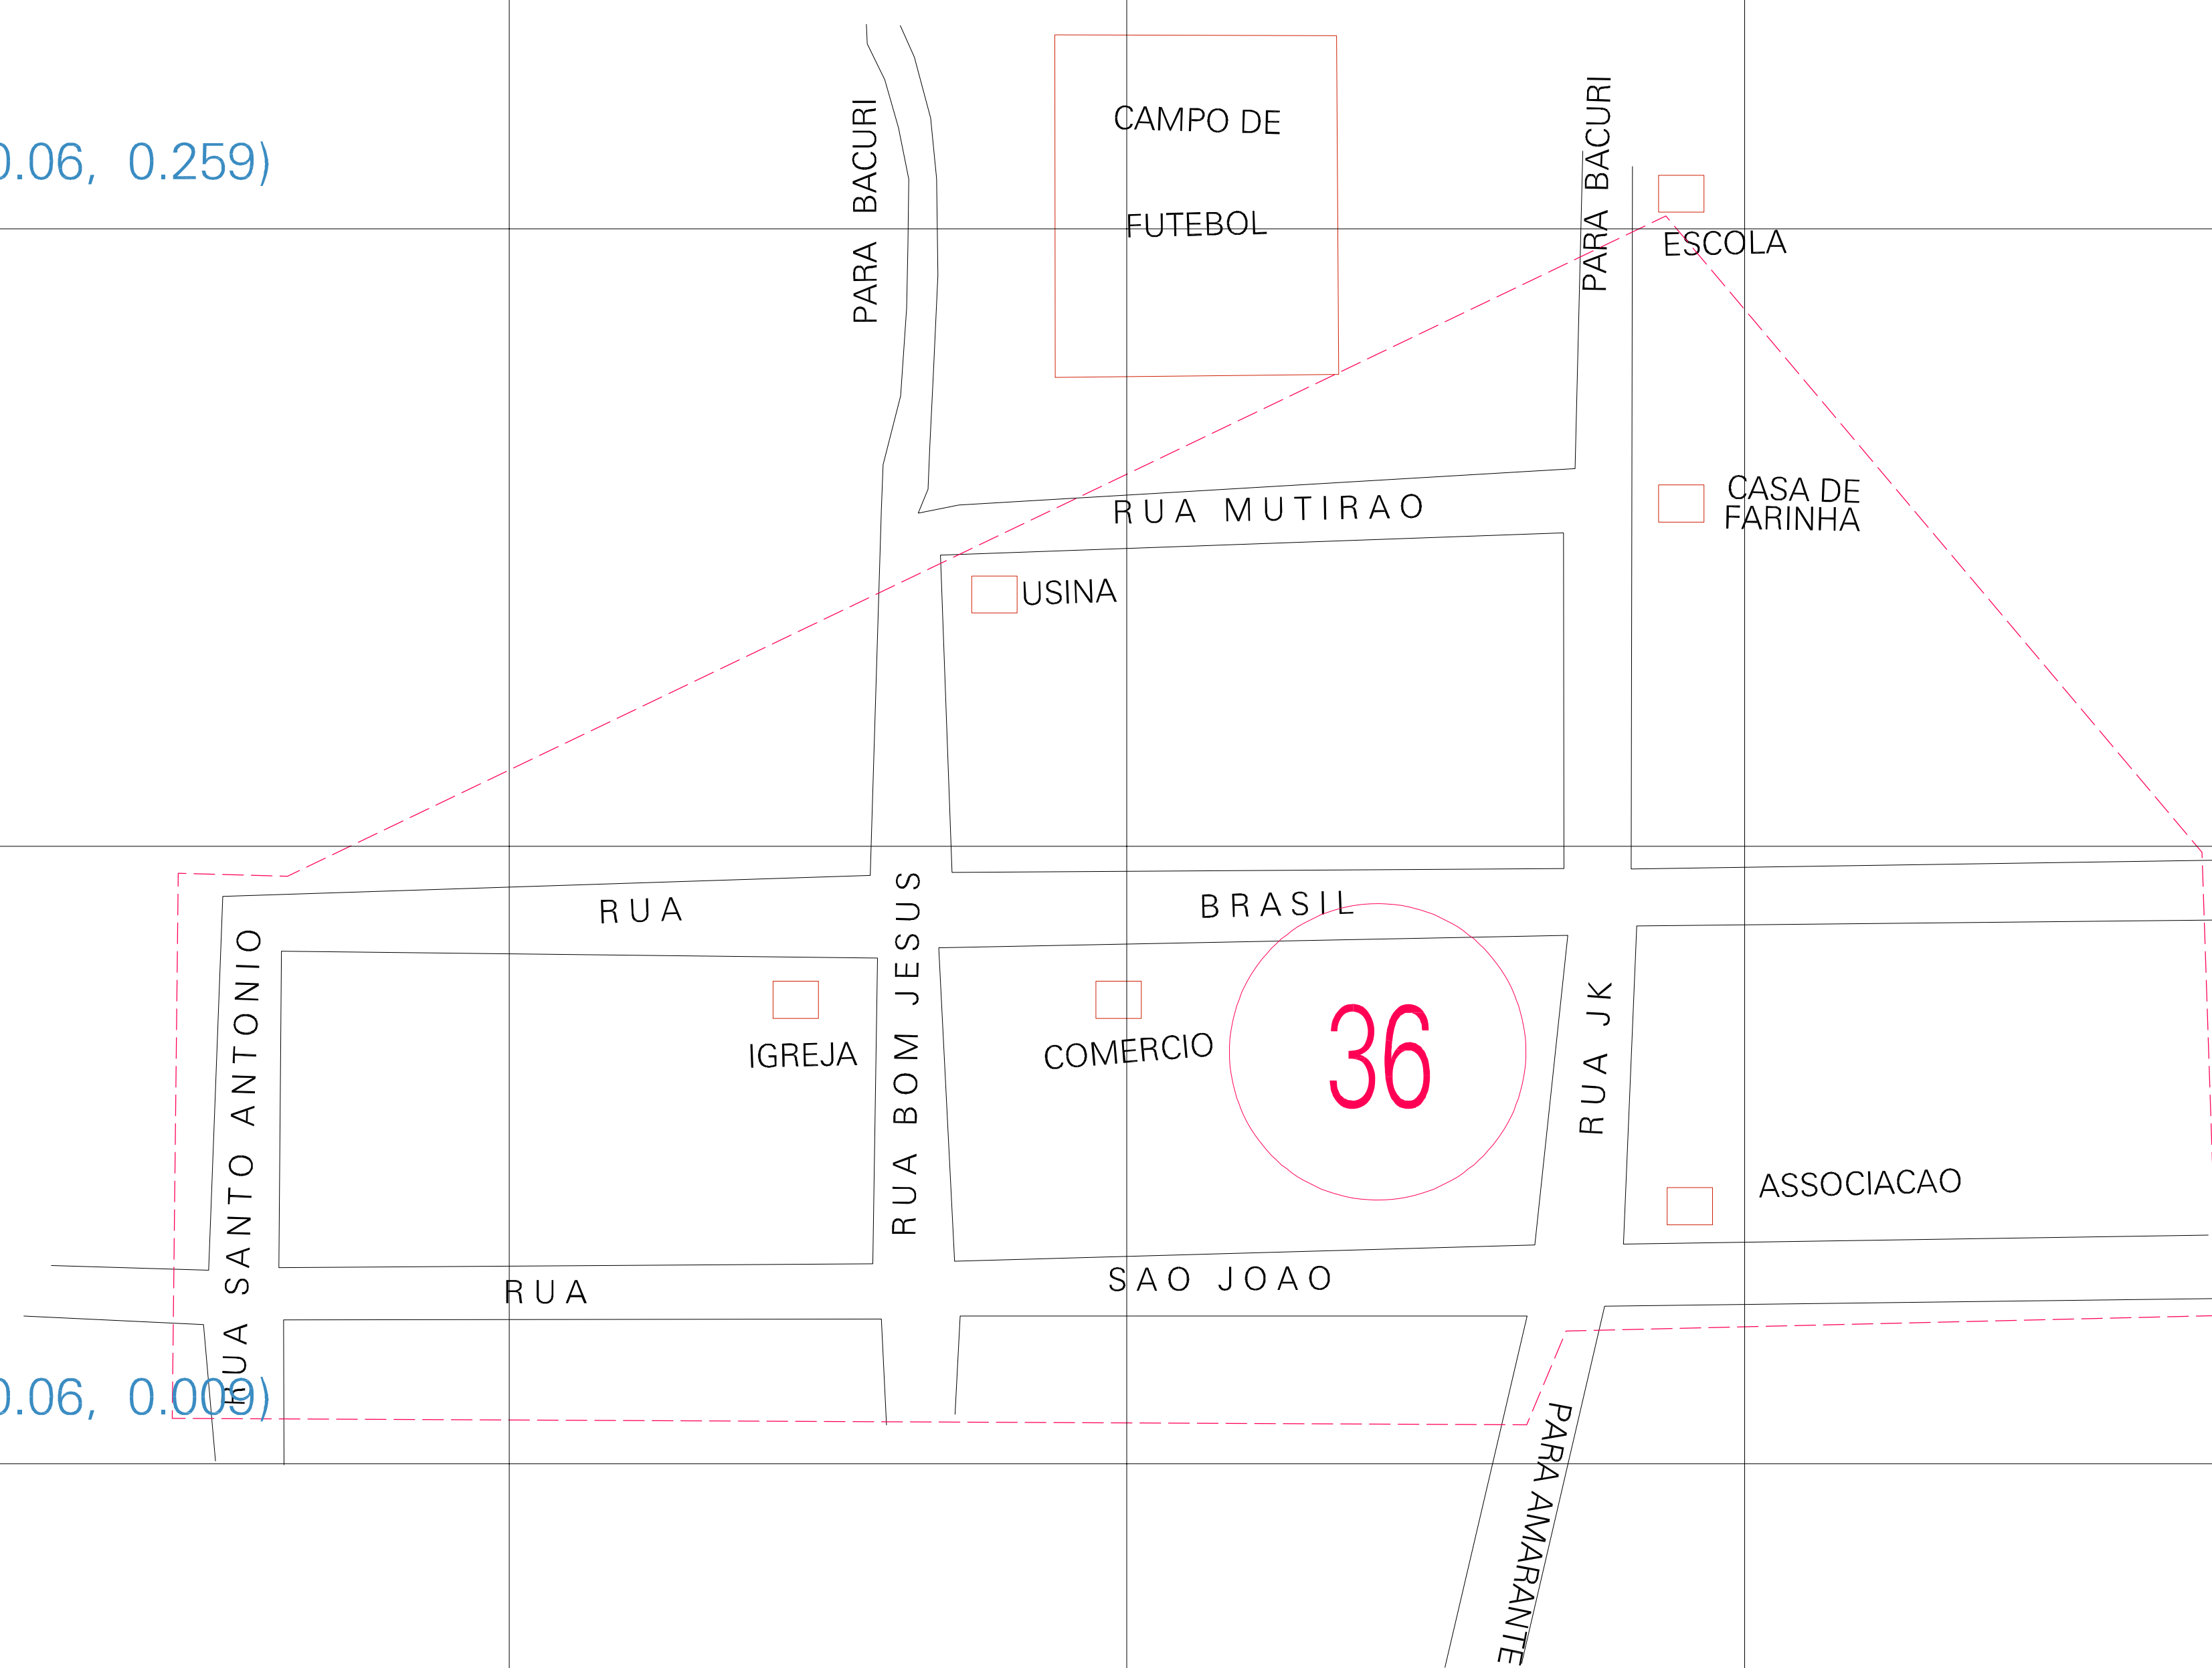 PARA BACURI
CAMPO DE
FUTEBOL
PARA BACURI
0.06, 0.259)
ESCOLA
CASA DE
FARINHA
RUA MUTIRAO
USINA
RUA BRASIL
RUA SANTO ANTONIO
RUA BOM JESUS
IGREJA
COMERCIO
36
RUA JK
ASSOCIACAO
RUA SAO JOAO
0.06, 0.009)
PARA AMARANTE